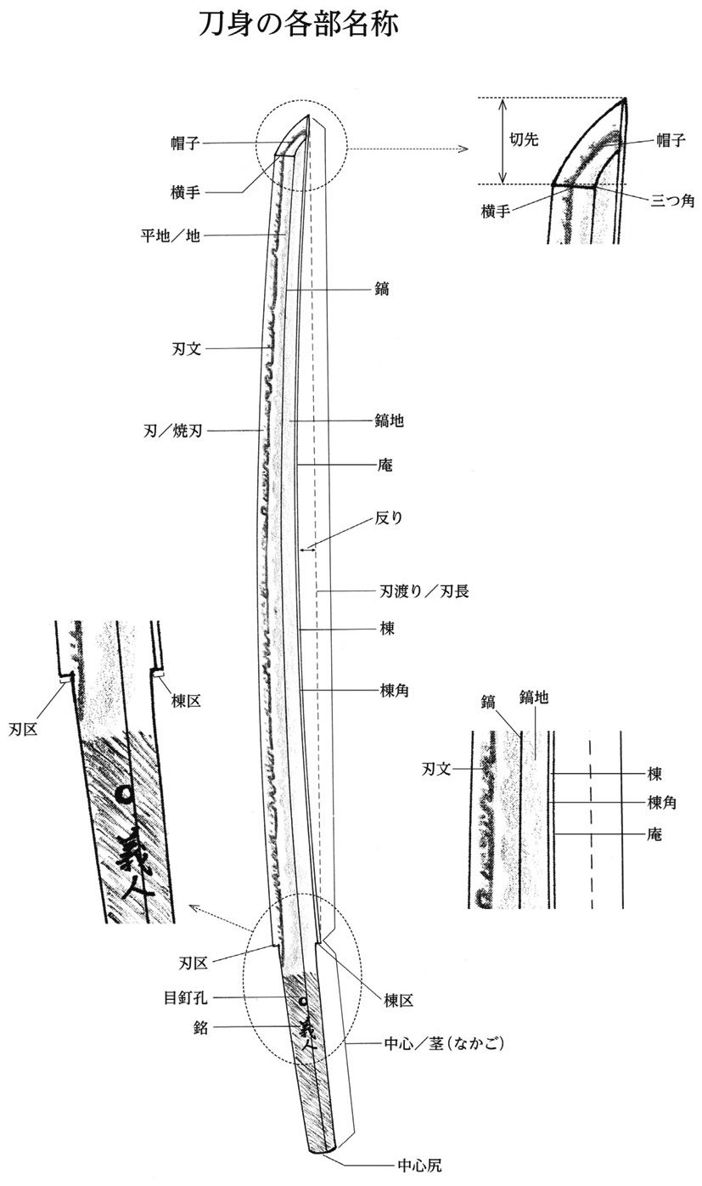 刀身の各部名称
帽子
横手
平地／地
鎬
刃文
刃／焼刃
鎬地
庵
反り
刃渡り／刃長
棟
棟角
刃区
目釘孔
銘
棟区
中心／茎（なかご）
中心尻
義
人
切先
帽子
横手
三つ角
刃区
棟区
義
人
鎬
鎬地
刃文
棟
棟角
庵